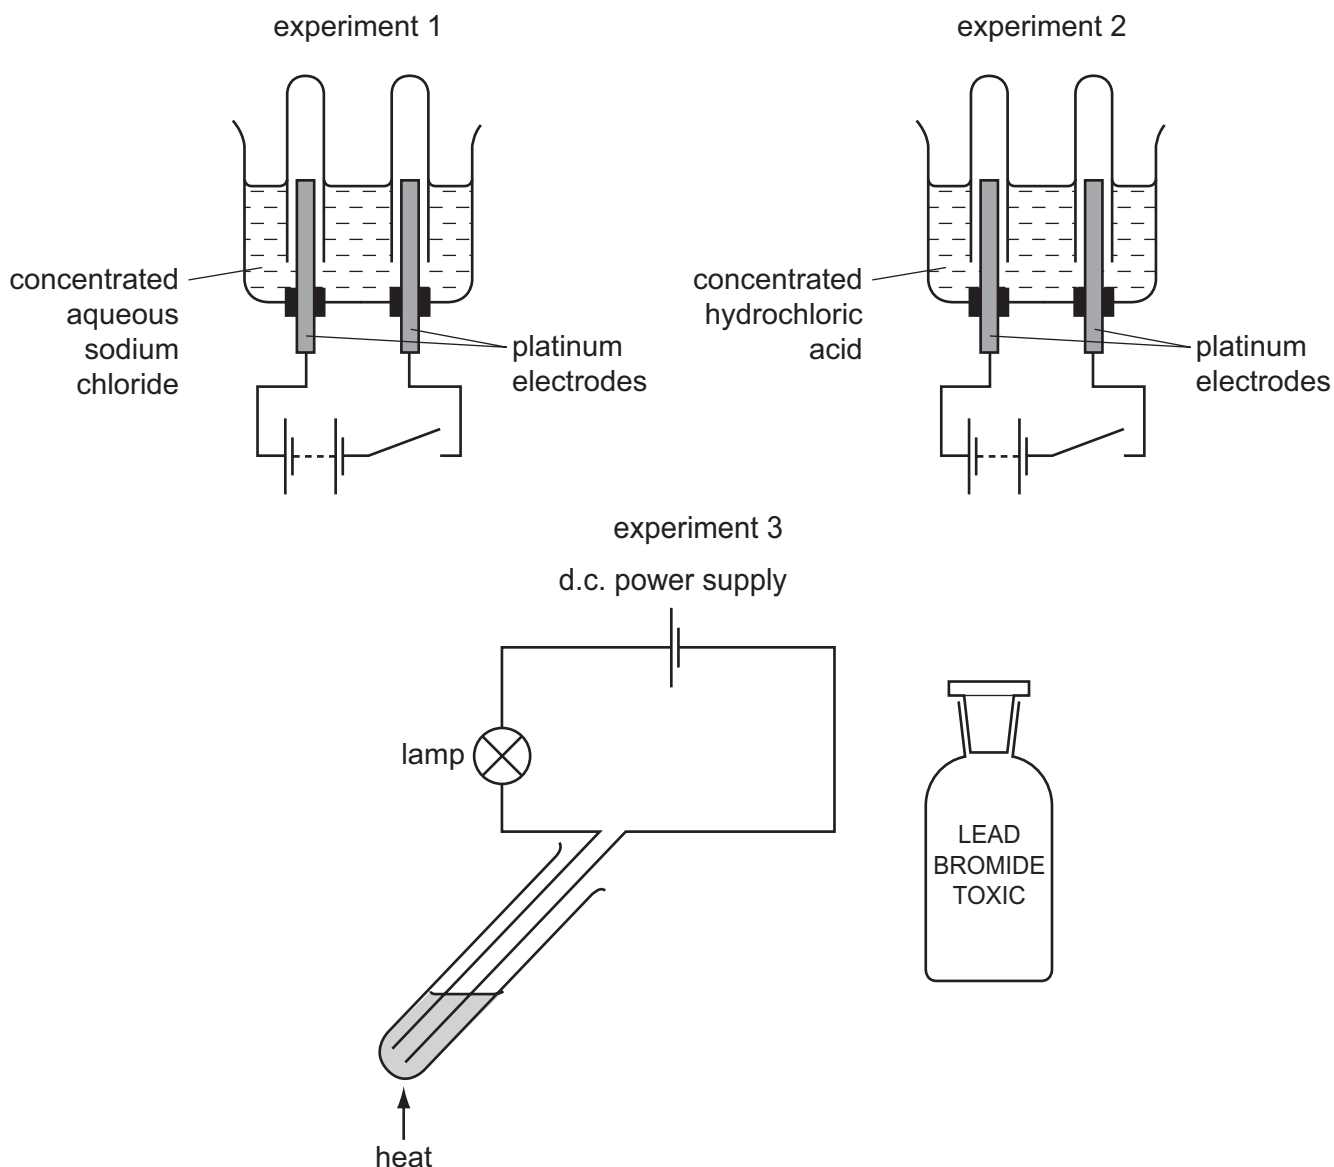 experiment 1
concentrated
aqueous
sodium
chloride
platinum
electrodes
experiment 2
concentrated
hydrochloric
acid
platinum
electrodes
experiment 3
d.c. power supply
lamp
heat
LEAD
BROMIDE
TOXIC